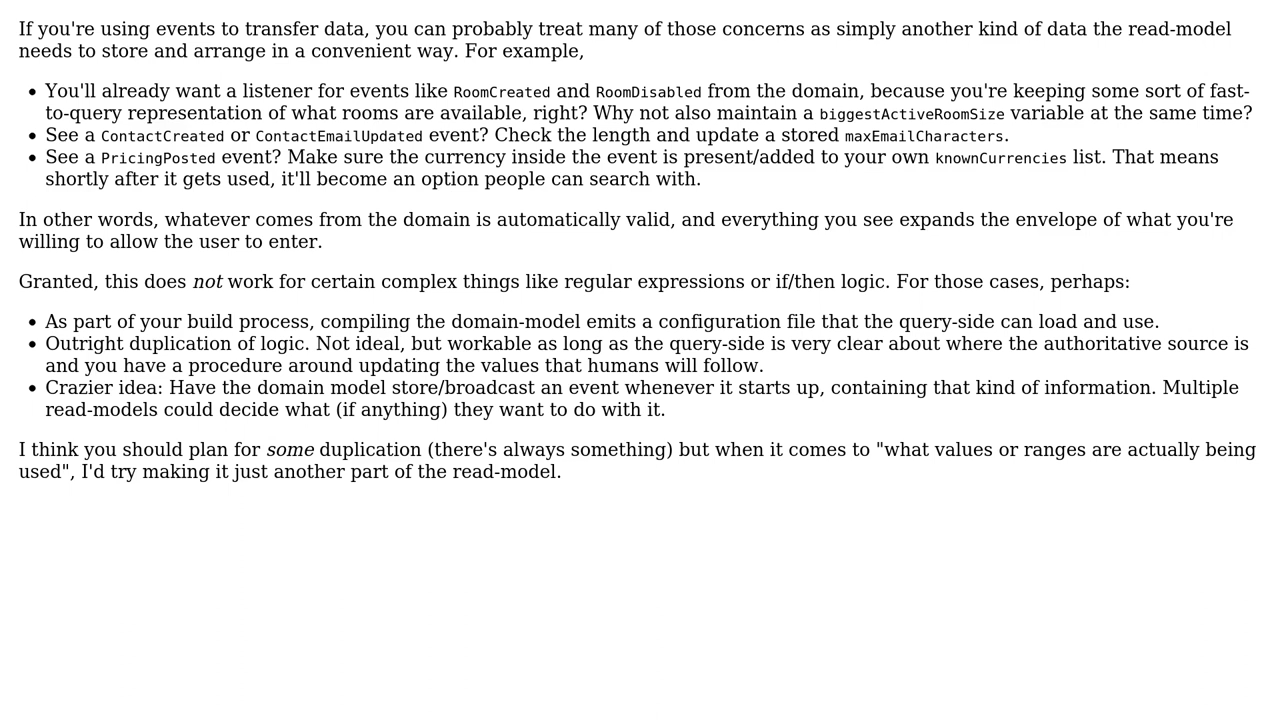 If you're using events to transfer data, you can probably treat many of those concerns as simply another kind of data the read-model
needs to store and arrange in a convenient way. For example,
• You'll already want a listener for events like RoomCreated and RoomDisabled from the domain, because you're keeping some sort of fast-
to-query representation of what rooms are available, right? Why not also maintain a biggestActiveRoomSize variable at the same time?
• See a ContactCreated or ContactEmailUpdated event? Check the length and update a stored maxEmailCharacters.
• See a PricingPosted event? Make sure the currency inside the event is present/added to your own knownCurrencies list. That means
shortly after it gets used, it'll become an option people can search with.
In other words, whatever comes from the domain is automatically valid, and everything you see expands the envelope of what you're
willing to allow the user to enter.
Granted, this does not work for certain complex things like regular expressions or if/then logic. For those cases, perhaps:
• As part of your build process, compiling the domain-model emits a configuration file that the query-side can load and use.
• Outright duplication of logic. Not ideal, but workable as long as the query-side is very clear about where the authoritative source is
and you have a procedure around updating the values that humans will follow.
• Crazier idea: Have the domain model store/broadcast an event whenever it starts up, containing that kind of information. Multiple
read-models could decide what (if anything) they want to do with it.
I think you should plan for some duplication (there's always something) but when it comes to "what values or ranges are actually being
used", I'd try making it just another part of the read-model.